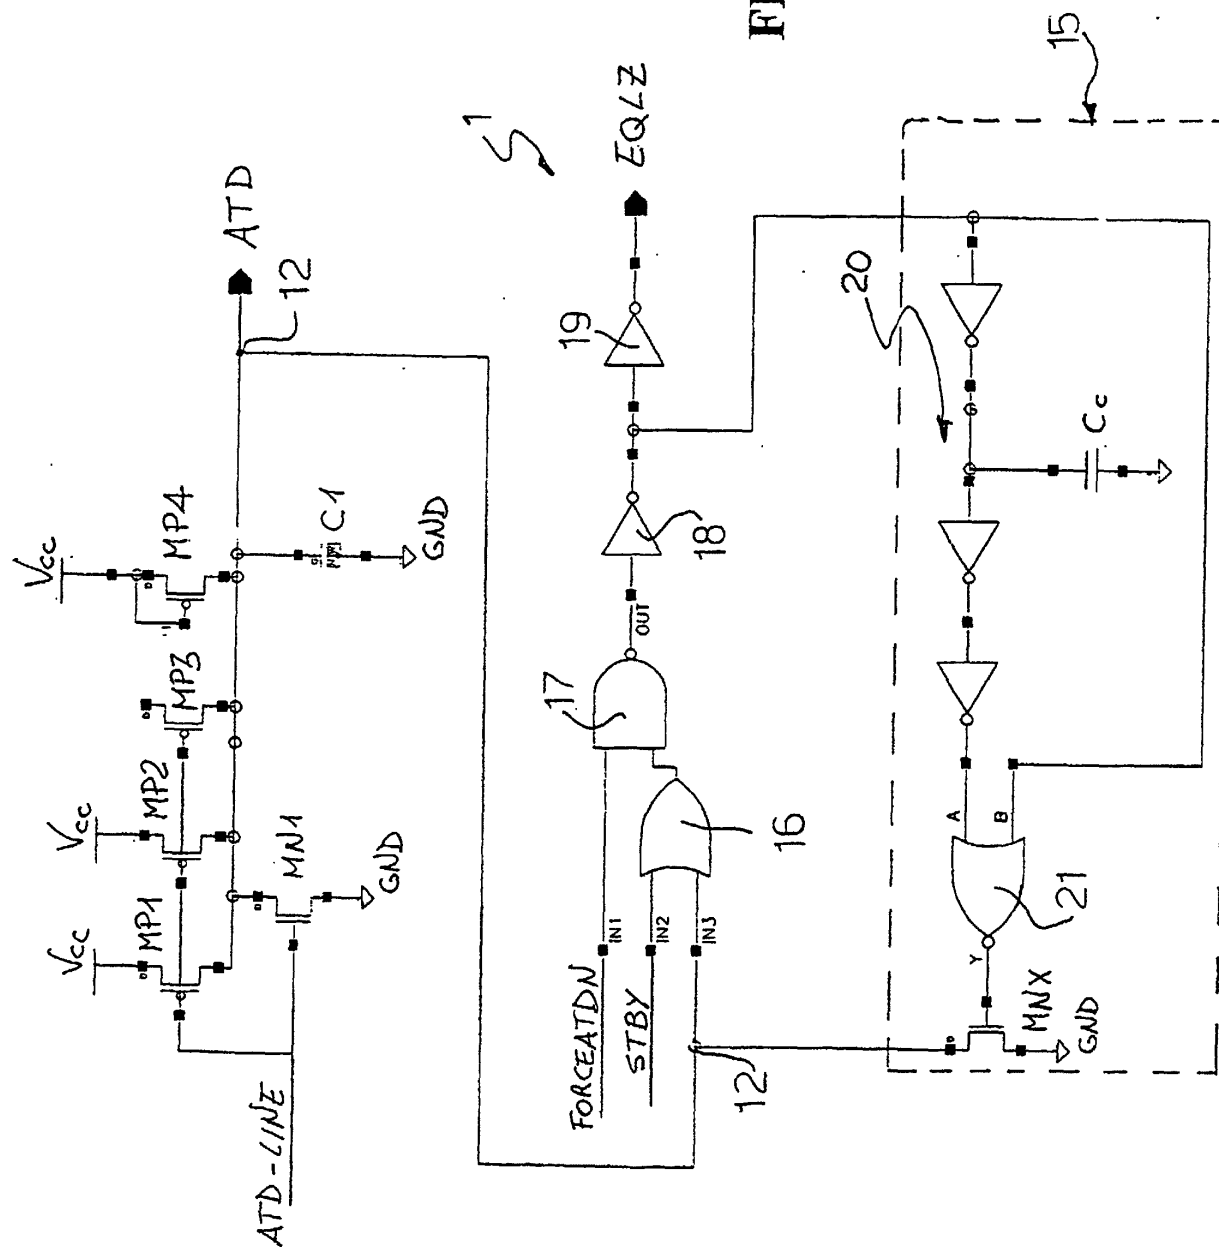 FI
Vcc
MP4
MP3
Vcc
MP2
Vcc
MP1
D
D
D
D
ATD
12
C1
GND
D
MN1
GND
ATD-LINE
1
EQLZ
19
18
OUT
17
16
IN1
IN2
IN3
FORCEATDN
STBY
12
15
20
Cc
A
B
21
Y
D
MNX
GND